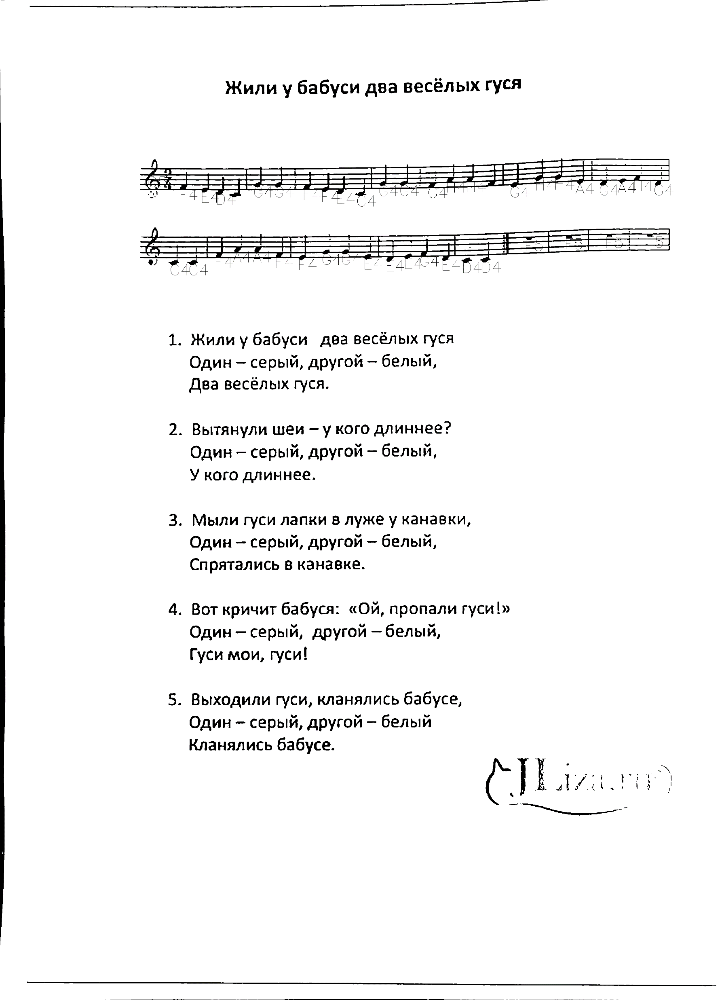 Жили у бабуси два весёлых гуся
2
4
F4 E4 D4 G4 G4 F4 E4 E4 C4 G4 G4 G4 H4 H4 G4 H4 H4 A4 G4 A4 H4 G4
C4 C4 F4 A4 A4 F4 E4 G4 G4 E4 E4 E4 G4 E4 D4 D4 E5 F5 F5 F5
1. Жили у бабуси два весёлых гуся
Один – серый, другой – белый,
Два весёлых гуся.
2. Вытянули шеи – у кого длиннее?
Один – серый, другой – белый,
У кого длиннее.
3. Мыли гуси лапки в луже у канавки,
Один – серый, другой – белый,
Спрятались в канавке.
4. Вот кричит бабуся: «Ой, пропали гуси!»
Один – серый, другой – белый,
Гуси мои, гуси!
5. Выходили гуси, кланялись бабусе,
Один – серый, другой – белый
Кланялись бабусе.
JLiza.ru